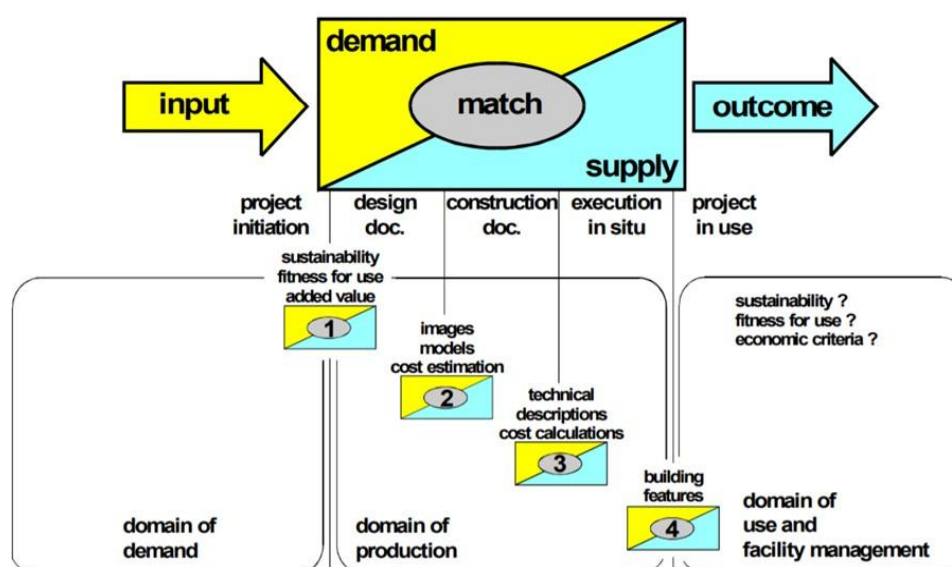 demand
input
match
outcome
supply
project
initiation
design
doc.
construction
doc.
execution
in situ
project
in use
sustainability
fitness for use
added value
1
images
models
cost estimation
2
technical
descriptions
cost calculations
3
building
features
4
sustainability ?
fitness for use ?
economic criteria ?
domain of
demand
domain of
production
domain of
use and
facility management